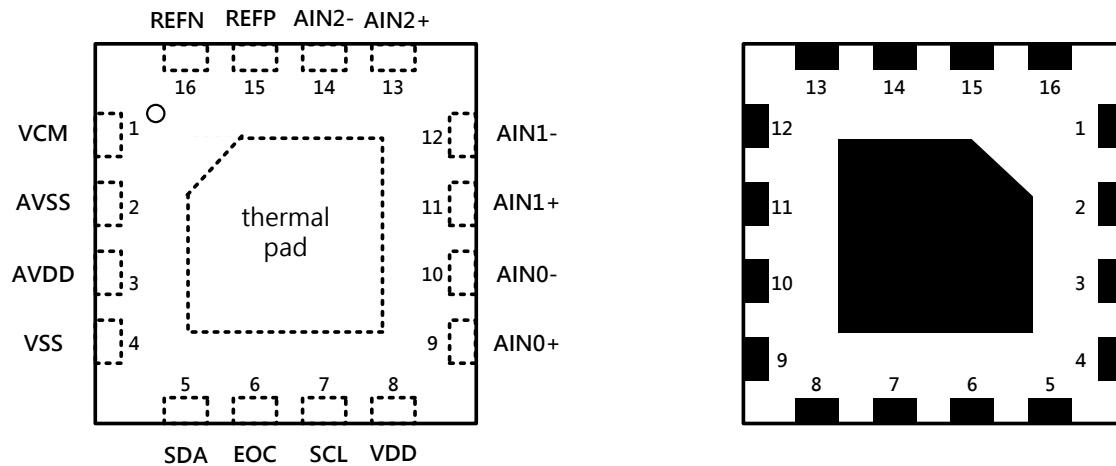 REFN REFP AIN2- AIN2+
16 15 14 13
13 14 15 16
VCM 1 12 AIN1-
12 1
AVSS 2 11 AIN1+
11 2
thermal
pad
AVDD 3 10 AIN0-
10 3
VSS 4 9 AIN0+
9 4
5 6 7 8
8 7 6 5
SDA EOC SCL VDD